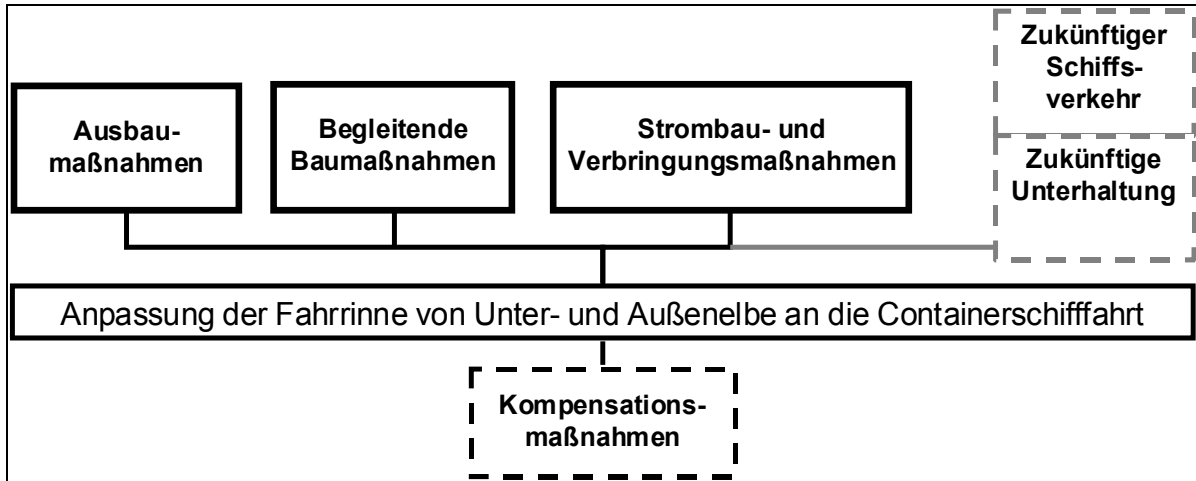 Ausbau-
maßnahmen
Begleitende
Baumaßnahmen
Strombau- und
Verbringungsmaßnahmen
Zukünftiger
Schiffs-
verkehr
Zukünftige
Unterhaltung
Anpassung der Fahrrinne von Unter- und Außenelbe an die Containerschifffahrt
Kompensations-
maßnahmen